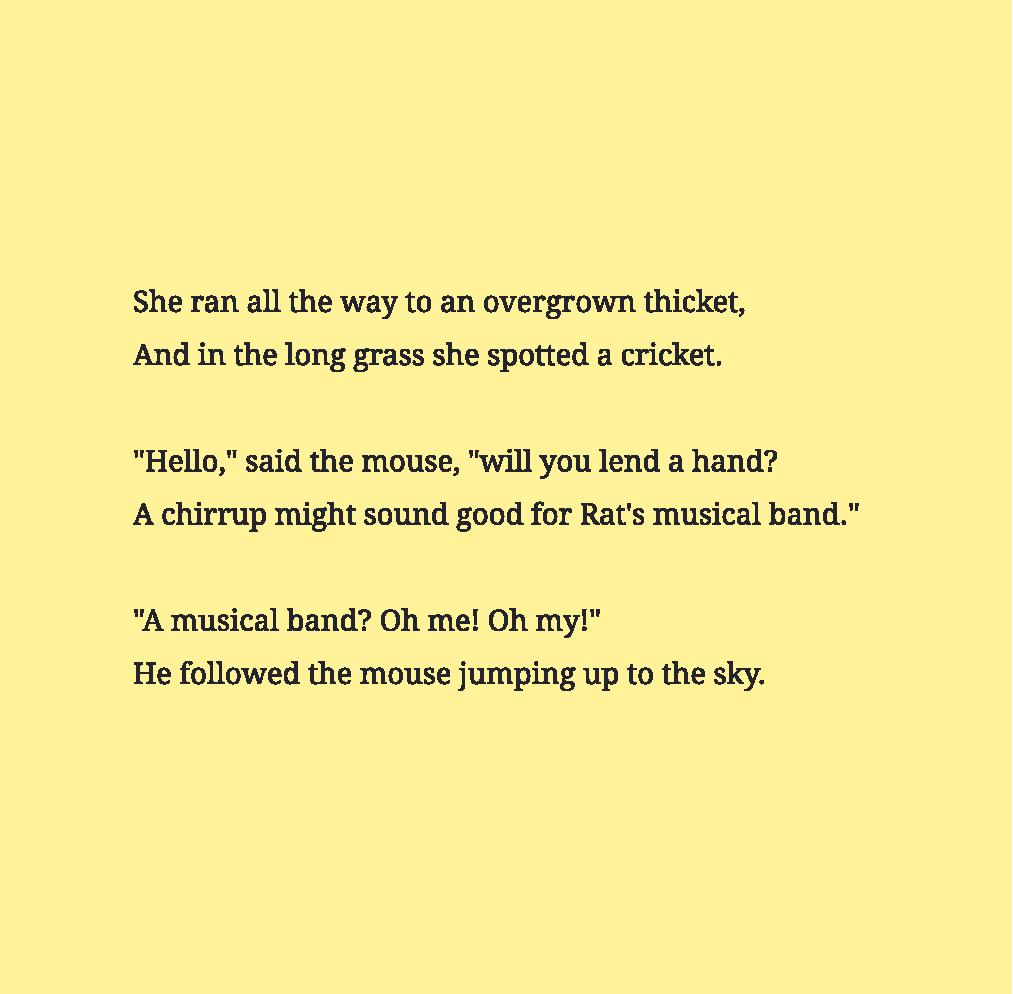 She ran all the way to an overgrown thicket,
And in the long grass she spotted a cricket.
"Hello," said the mouse, "will you lend a hand?
A chirrup might sound good for Rat's musical band."
"A musical band? Oh me! Oh my!"
He followed the mouse jumping up to the sky.